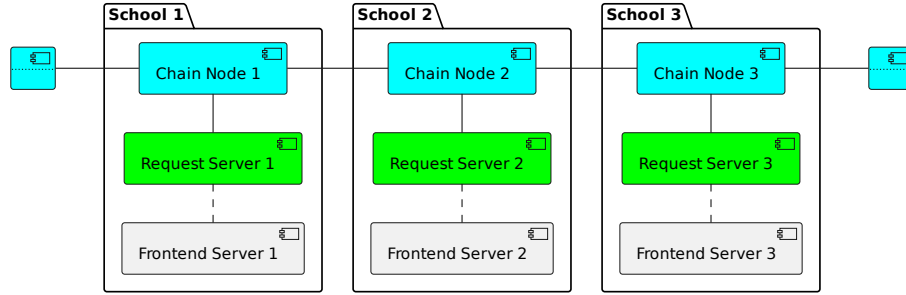 School 1
School 2
School 3
Chain Node 1
Chain Node 2
Chain Node 3
Request Server 1
Request Server 2
Request Server 3
Frontend Server 1
Frontend Server 2
Frontend Server 3